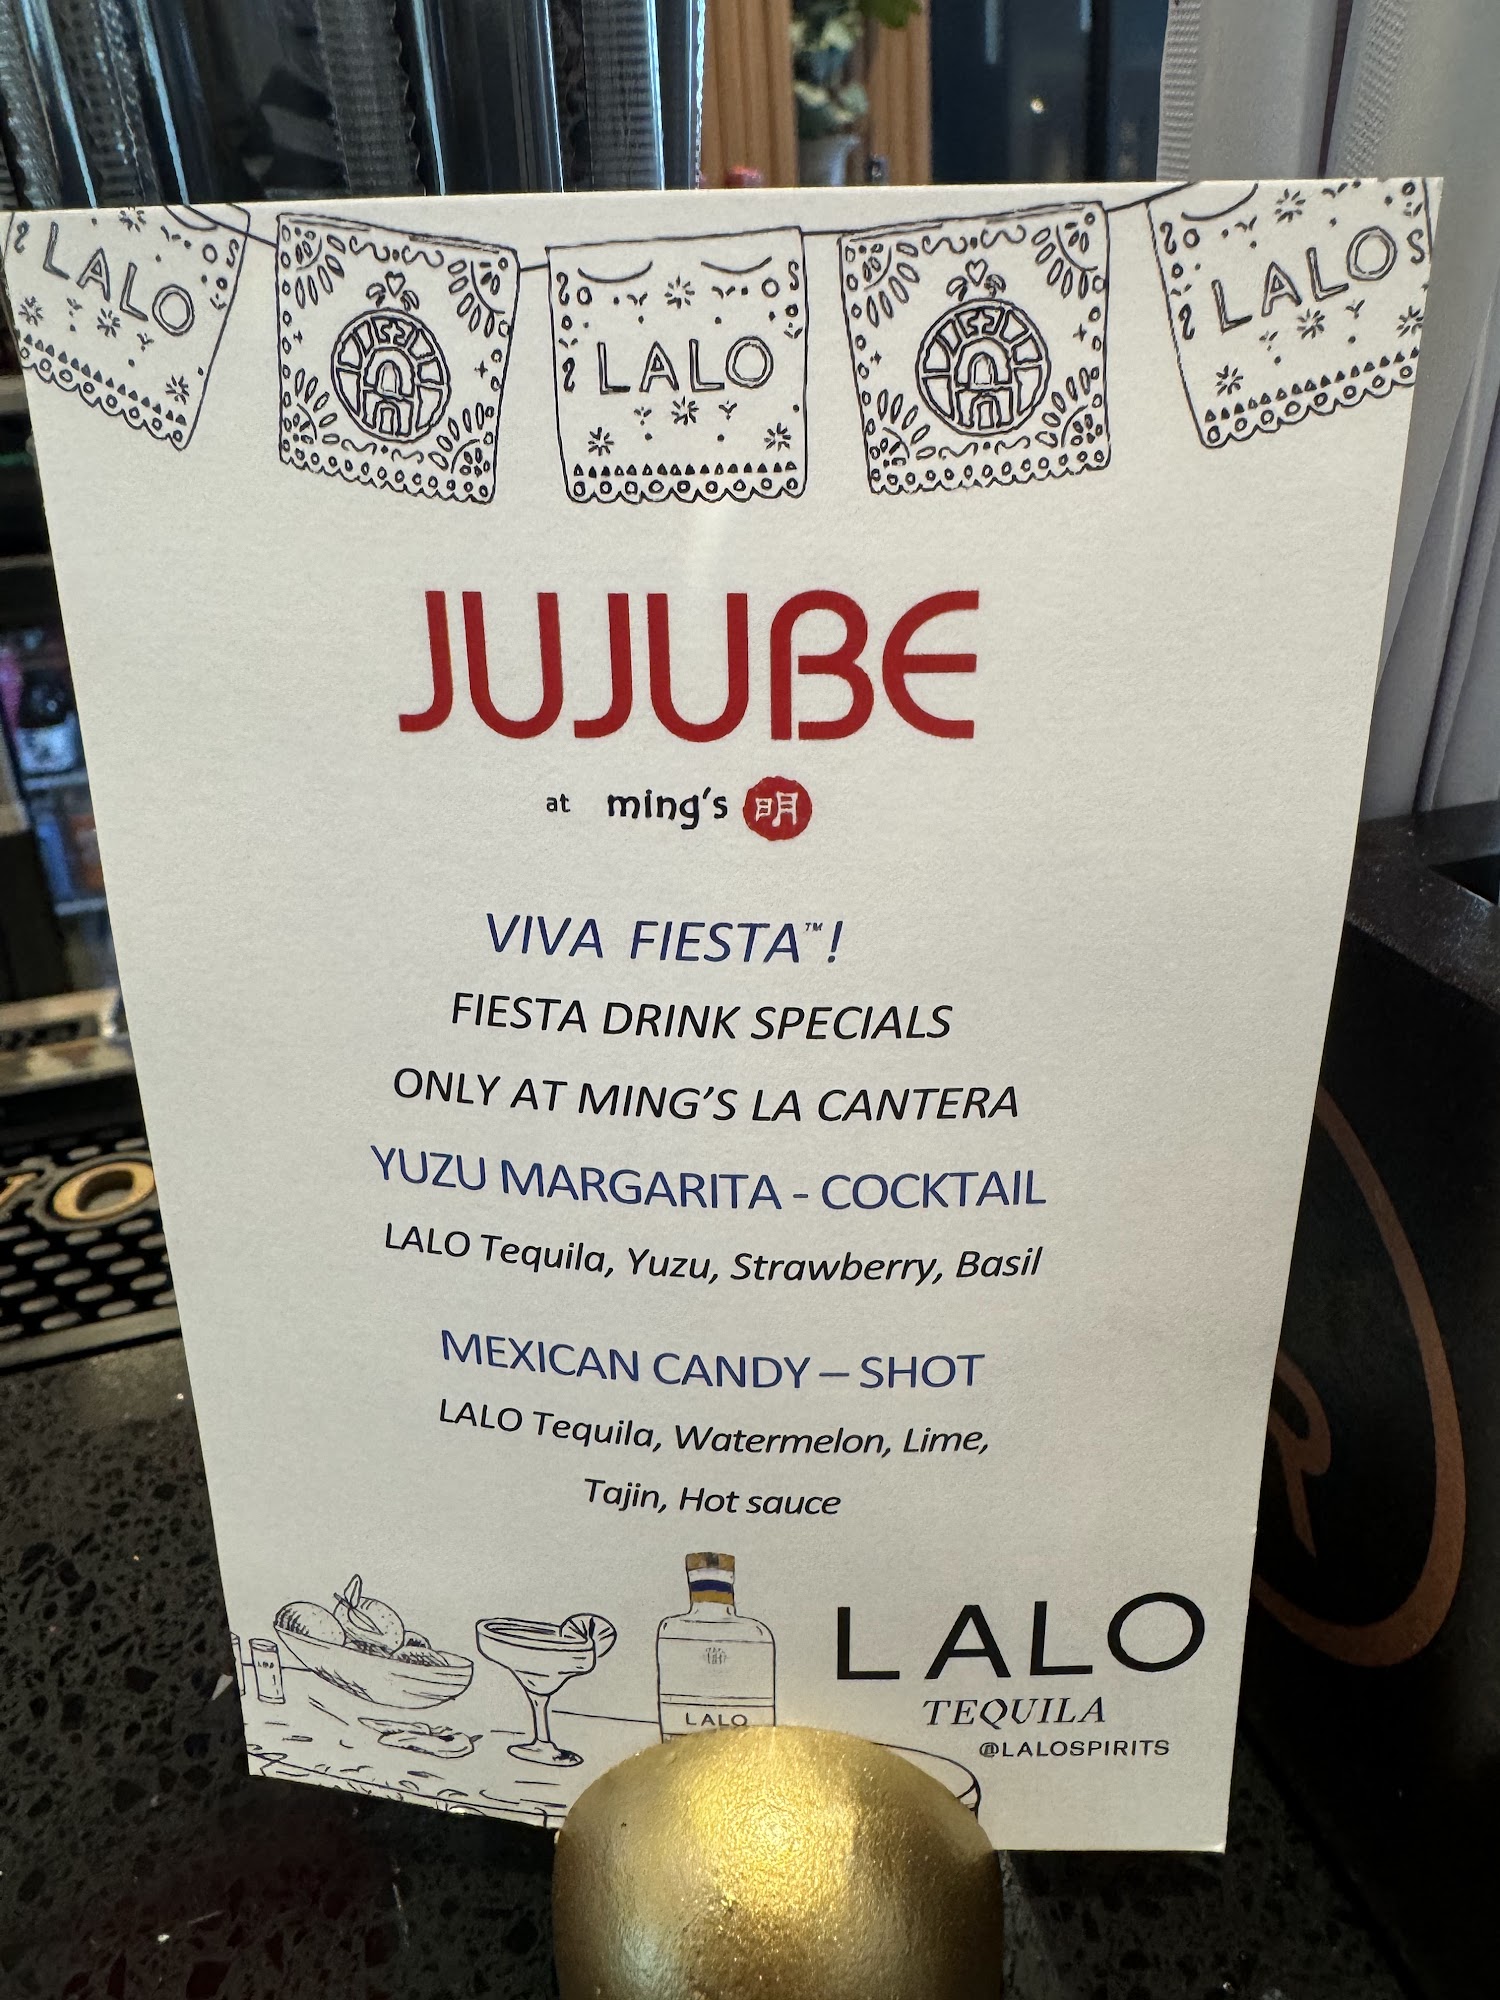 LALO
LALO
LALO
JUJUBE
at ming's 明
VIVA FIESTA™!
FIESTA DRINK SPECIALS
ONLY AT MING'S LA CANTERA
YUZU MARGARITA - COCKTAIL
LALO Tequila, Yuzu, Strawberry, Basil
MEXICAN CANDY – SHOT
LALO Tequila, Watermelon, Lime,
Tajin, Hot sauce
LALO
LALO
TEQUILA
@LALOSPIRITS